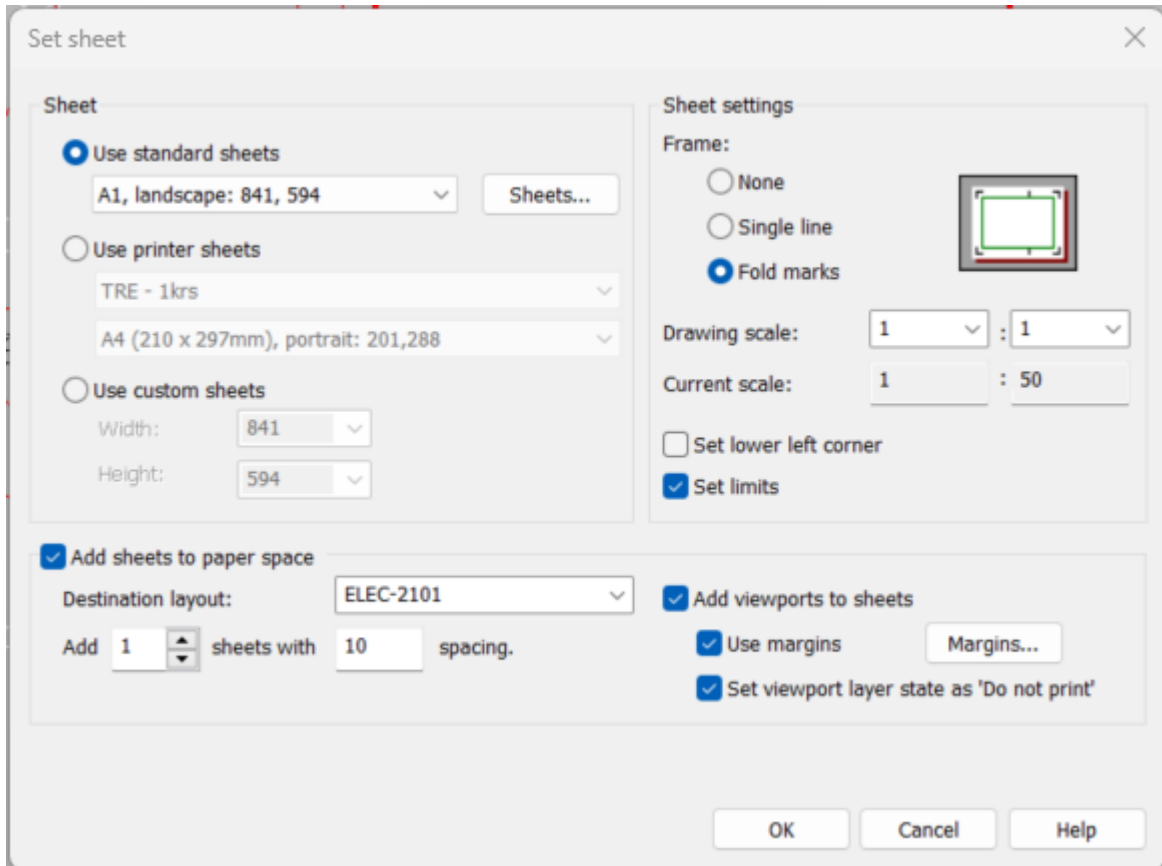 Set sheet
Sheet
Use standard sheets
A1, landscape: 841, 594
Sheets...
Use printer sheets
TRE - 1krs
A4 (210 x 297mm), portrait: 201,288
Use custom sheets
Width: 841
Height: 594
Sheet settings
Frame:
None
Single line
Fold marks
Drawing scale: 1 : 1
Current scale: 1 : 50
Set lower left corner
Set limits
Add sheets to paper space
Destination layout: ELEC-2101
Add 1 sheets with 10 spacing.
Add viewports to sheets
Use margins Margins...
Set viewport layer state as 'Do not print'
OK Cancel Help